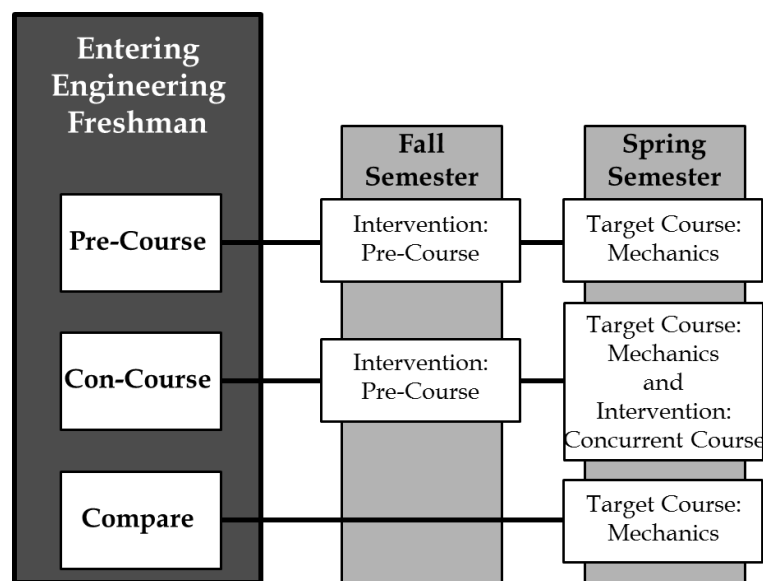 Entering
Engineering
Freshman
Fall
Semester
Spring
Semester
Pre-Course
Intervention:
Pre-Course
Target Course:
Mechanics
Con-Course
Intervention:
Pre-Course
Target Course:
Mechanics
and
Intervention:
Concurrent Course
Compare
Target Course:
Mechanics